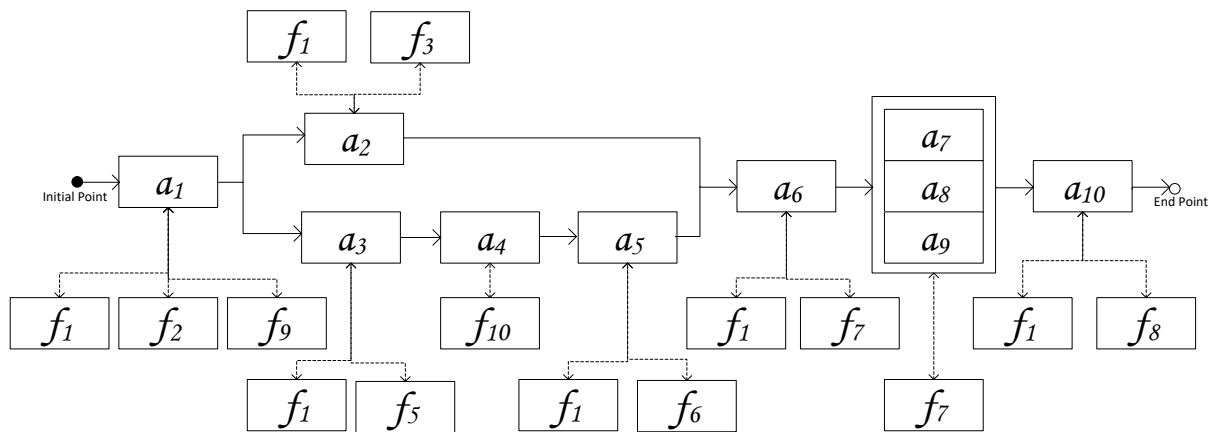 f1 f3
a2
a7
a1 a6 a8 a10
Initial Point End Point
a3 a4 a5 a9
f1 f2 f9 f10 f1 f7 f1 f8
f1 f5 f1 f6 f7